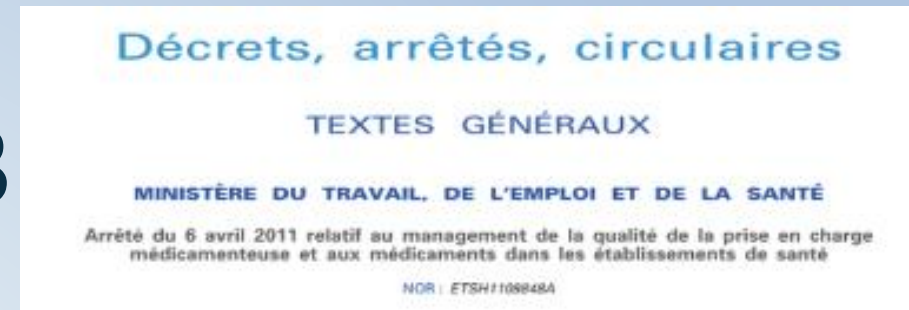 Décrets, arrêtés, circulaires
TEXTES GÉNÉRAUX
MINISTÈRE DU TRAVAIL, DE L'EMPLOI ET DE LA SANTÉ
Arrêté du 6 avril 2011 relatif au management de la qualité de la prise en charge
médicamenteuse et aux médicaments dans les établissements de santé
NOR :